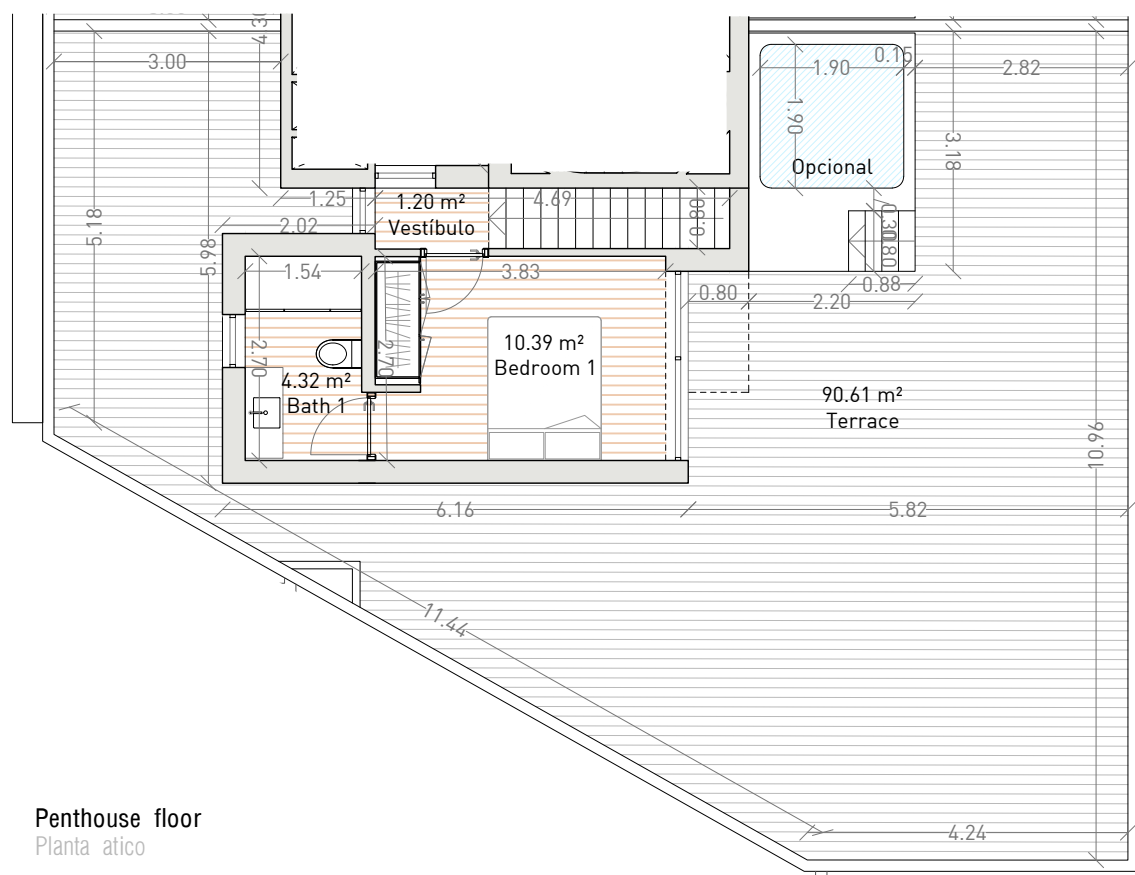 3.00
1.90
0.15
2.82
1.90
3.18
Opcional
1.25
1.20 m²
4.69
0.80
Vestíbulo
2.02
5.18
5.98
0.30
0.80
1.54
3.83
0.88
0.80
2.20
2.70
2.70
10.39 m²
Bedroom 1
4.32 m²
Bath 1
90.61 m²
Terrace
10.96
6.16
5.82
11.44
4.24
Penthouse floor
Planta atico